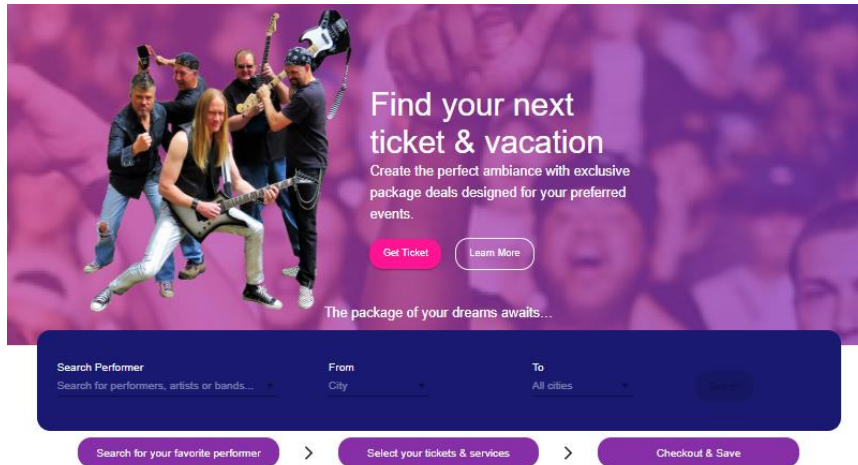 Find your next
ticket & vacation
Create the perfect ambiance with exclusive
package deals designed for your preferred
events.
Get Ticket
Learn More
The package of your dreams awaits...
Search Performer
From
To
Search for performers, artists or bands...
City
All cities
Search for your favorite performer
Select your tickets & services
Checkout & Save